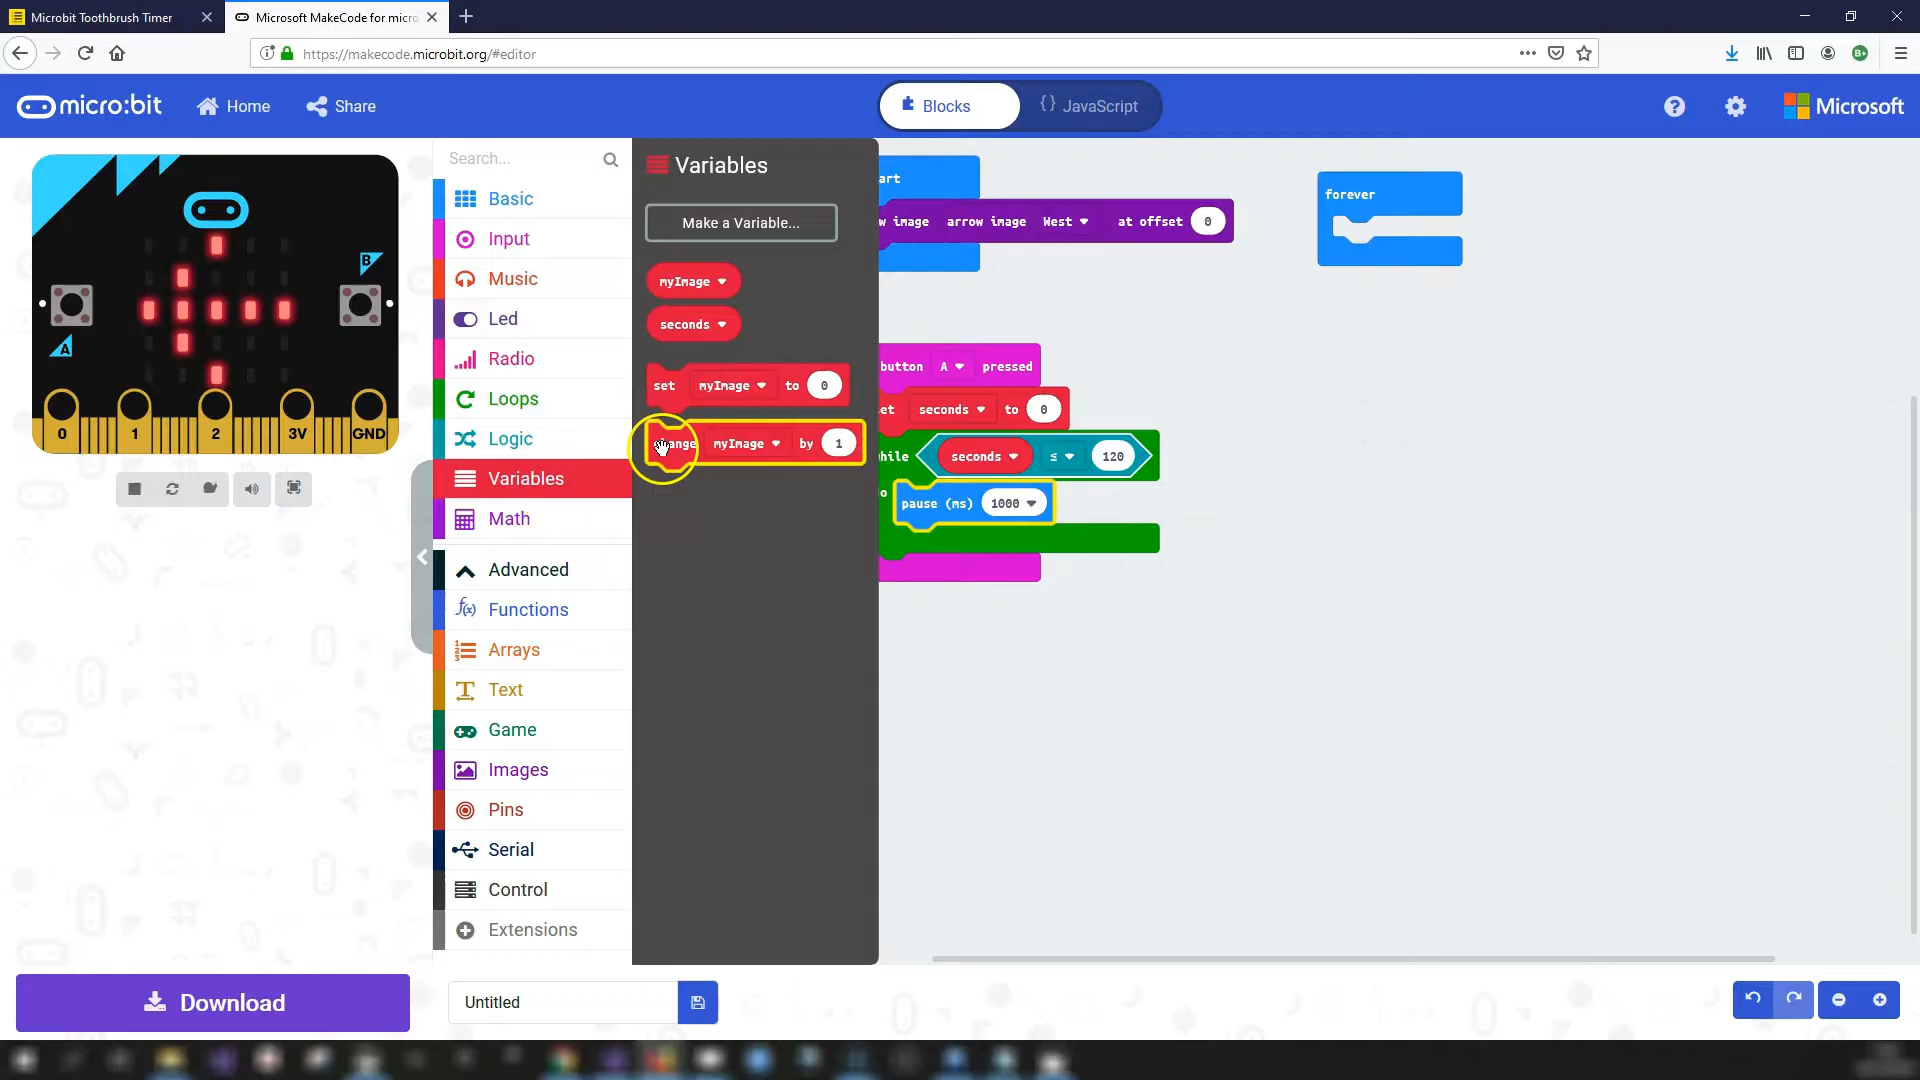 Microbit Toothbrush Timer
Microsoft MakeCode for micro
https://makecode.microbit.org/#editor
micro:bit
Home
Share
Blocks
{} JavaScript
?
Microsoft
A
B
0 1 2 3V GND
Search...
Basic
Input
Music
Led
Radio
Loops
Logic
Variables
Math
Advanced
f(x) Functions
Arrays
Text
Game
Images
Pins
Serial
Control
Extensions
Variables
Make a Variable...
myImage
seconds
set myImage to 0
change myImage by 1
art
w image arrow image West at offset 0
forever
button A pressed
et seconds to 0
hile seconds ≤ 120
o pause (ms) 1000
Download
Untitled